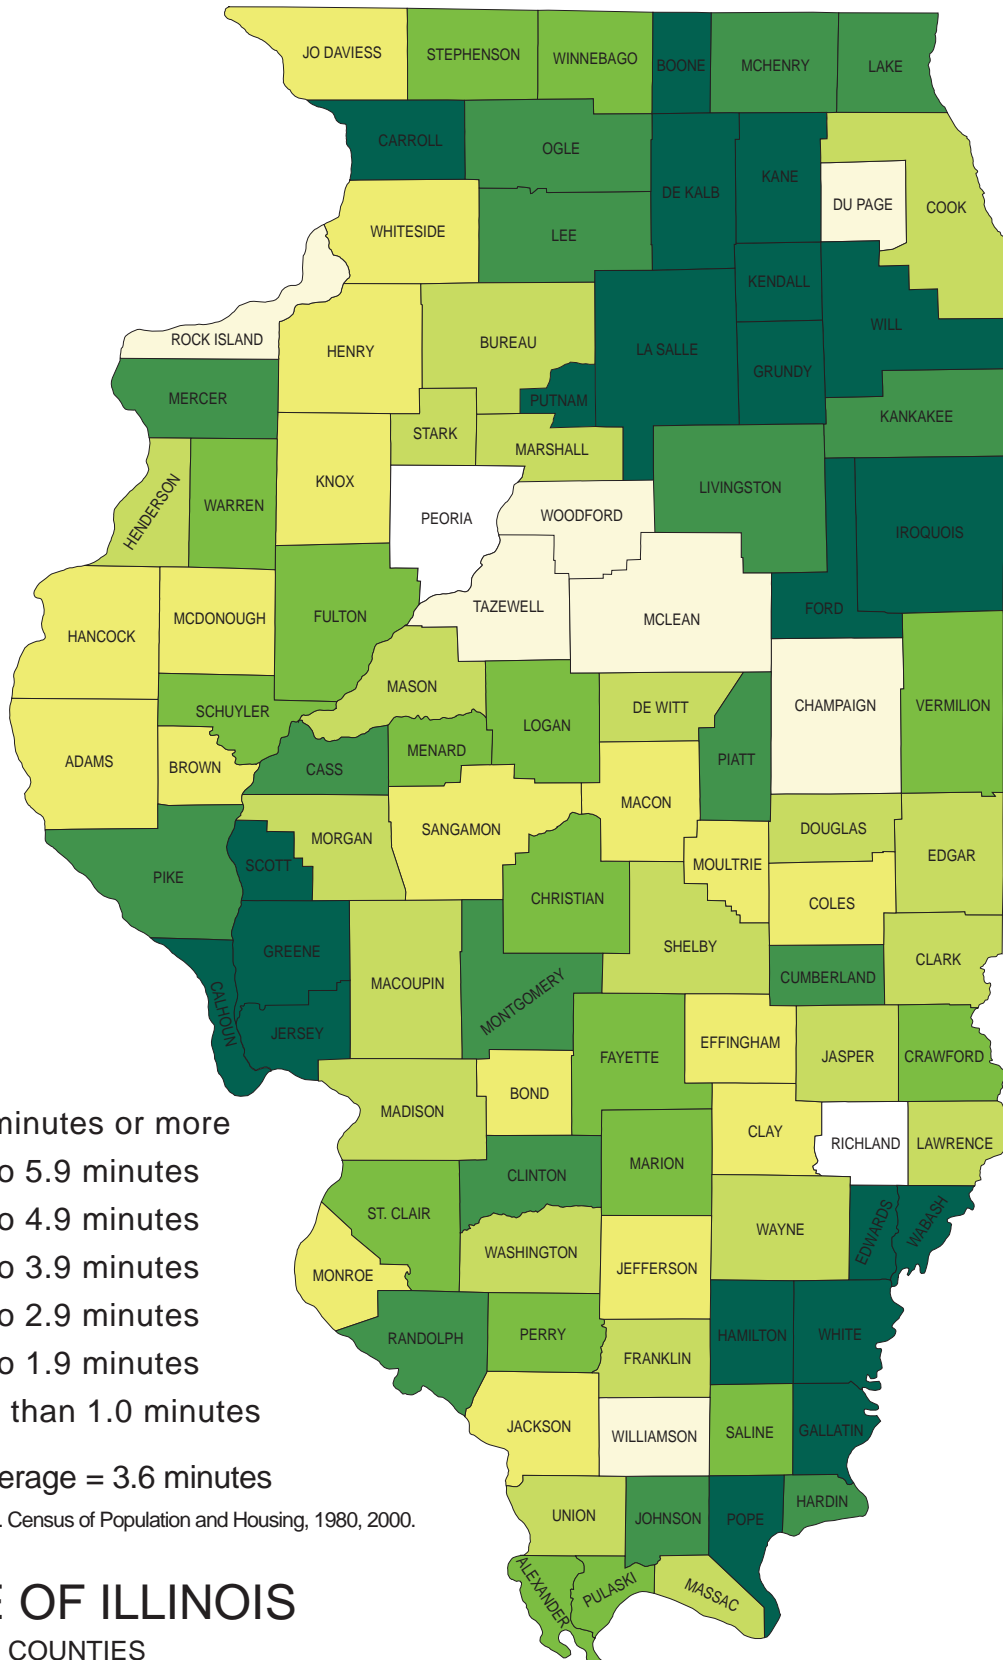 JO DAVIESS
STEPHENSON
WINNEBAGO
BOONE
MCHENRY
LAKE
CARROLL
OGLE
DE KALB
KANE
DU PAGE
COOK
WHITESIDE
LEE
KENDALL
ROCK ISLAND
HENRY
BUREAU
LA SALLE
WILL
GRUNDY
MERCER
PUTNAM
KANKAKEE
STARK
MARSHALL
HENDERSON
WARREN
KNOX
PEORIA
WOODFORD
LIVINGSTON
IROQUOIS
HANCOCK
MCDONOUGH
FULTON
TAZEWELL
MCLEAN
FORD
SCHUYLER
MASON
LOGAN
DE WITT
CHAMPAIGN
VERMILION
ADAMS
BROWN
CASS
MENARD
PIATT
MACON
SANGAMON
MORGAN
SCOTT
PIKE
DOUGLAS
EDGAR
MOULTRIE
COLES
CHRISTIAN
SHELBY
GREENE
MACOUPIN
MONTGOMERY
CUMBERLAND
CLARK
CALHOUN
JERSEY
FAYETTE
EFFINGHAM
JASPER
CRAWFORD
MADISON
BOND
CLAY
RICHLAND
LAWRENCE
CLINTON
MARION
ST. CLAIR
WASHINGTON
WAYNE
EDWARDS
WABASH
MONROE
JEFFERSON
RANDOLPH
PERRY
FRANKLIN
HAMILTON
WHITE
JACKSON
WILLIAMSON
SALINE
GALLATIN
UNION
JOHNSON
POPE
HARDIN
ALEXANDER
PULASKI
MASSAC
minutes or more
o 5.9 minutes
o 4.9 minutes
o 3.9 minutes
o 2.9 minutes
o 1.9 minutes
than 1.0 minutes
erage = 3.6 minutes
. Census of Population and Housing, 1980, 2000.
E OF ILLINOIS
COUNTIES